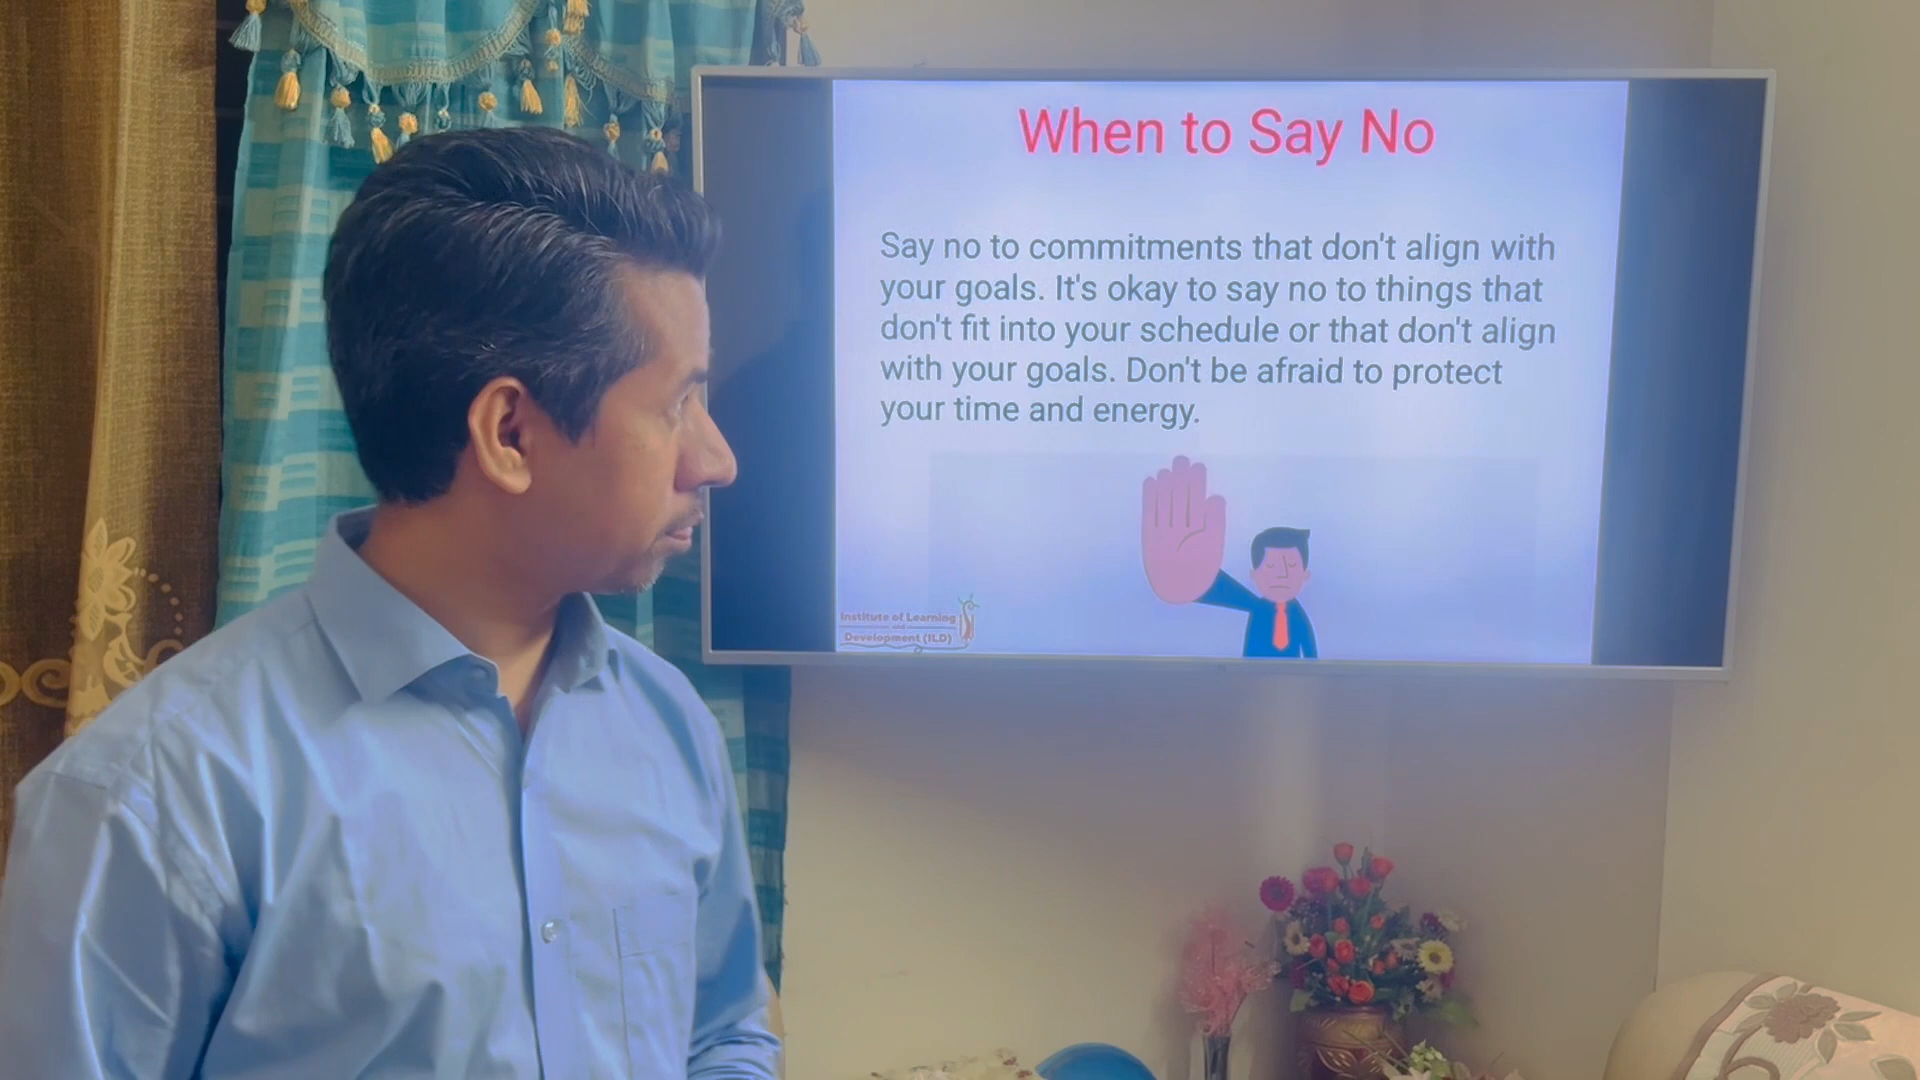 When to Say No
Say no to commitments that don't align with
your goals. It's okay to say no to things that
don't fit into your schedule or that don't align
with your goals. Don't be afraid to protect
your time and energy.
Institute of Learning
and
Development (ILD)